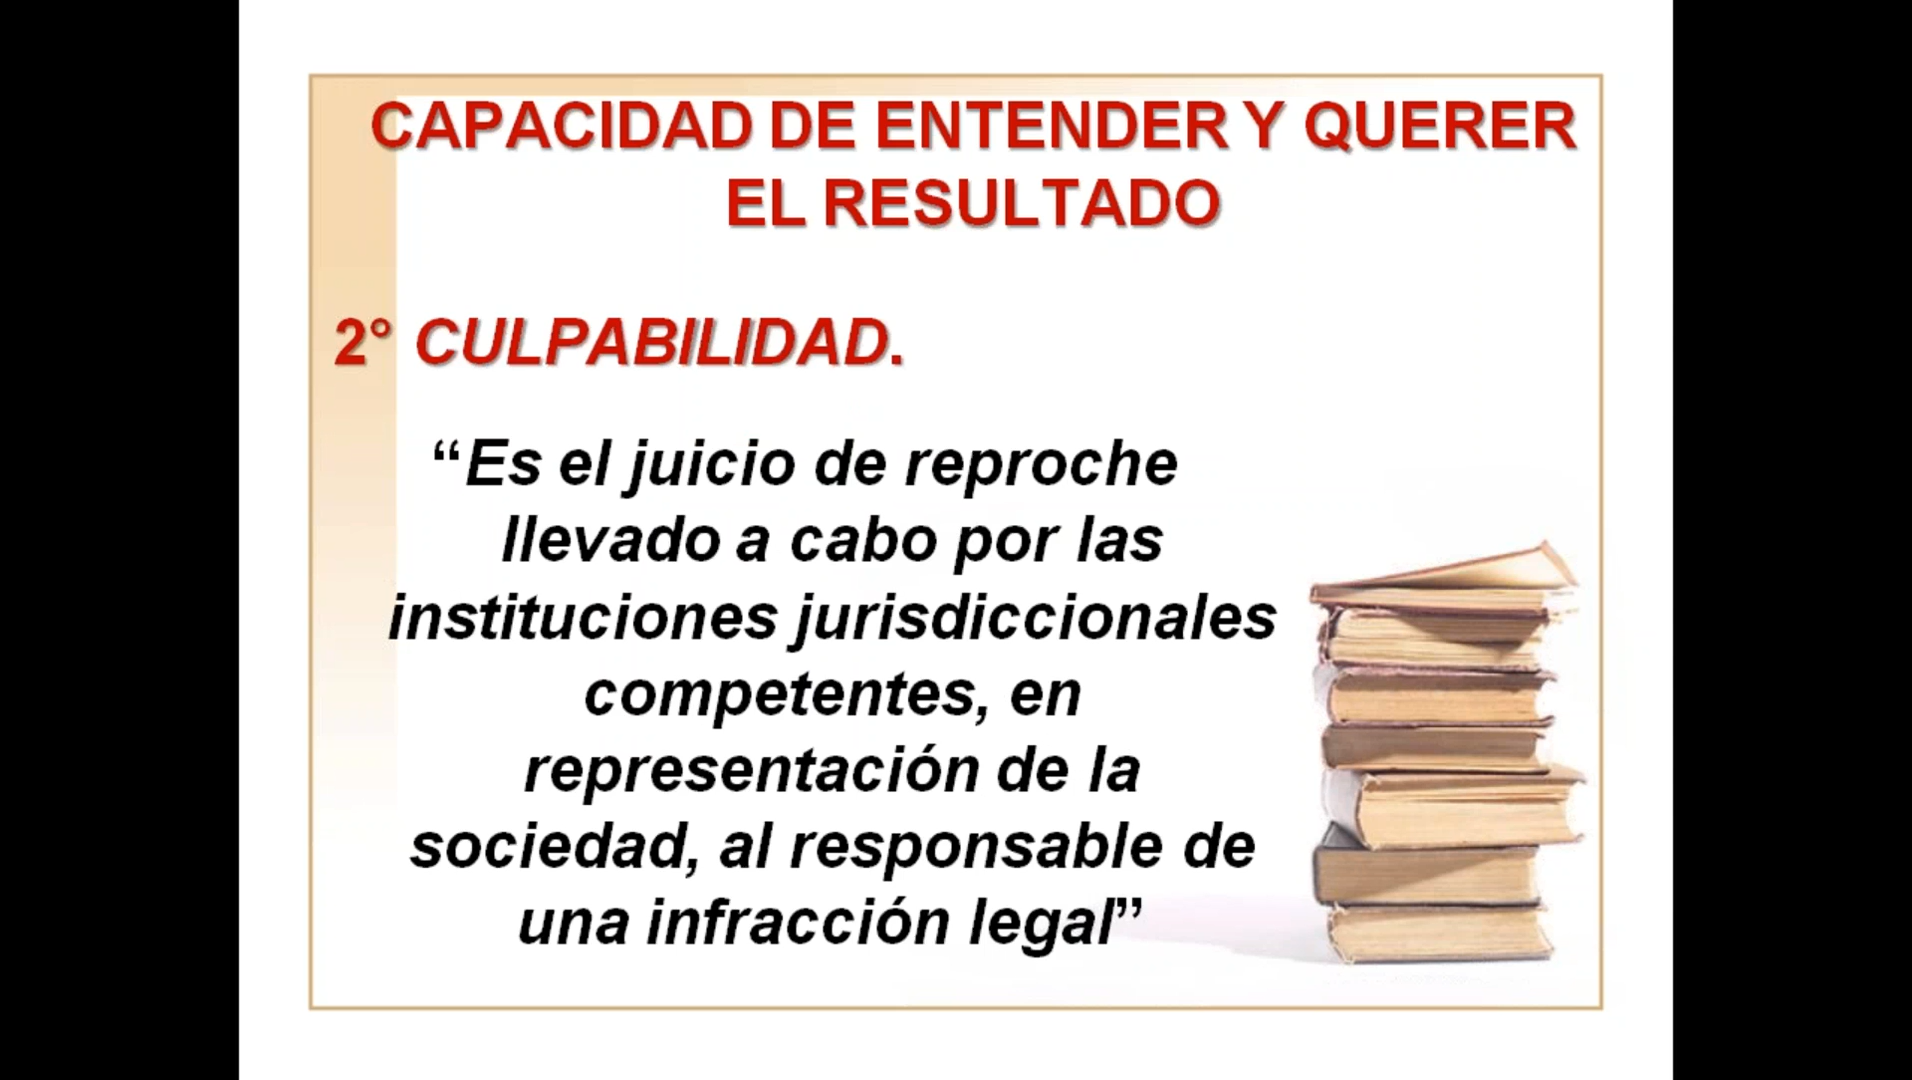 CAPACIDAD DE ENTENDER Y QUERER
EL RESULTADO
2° CULPABILIDAD.
“Es el juicio de reproche
llevado a cabo por las
instituciones jurisdiccionales
competentes, en
representación de la
sociedad, al responsable de
una infracción legal”